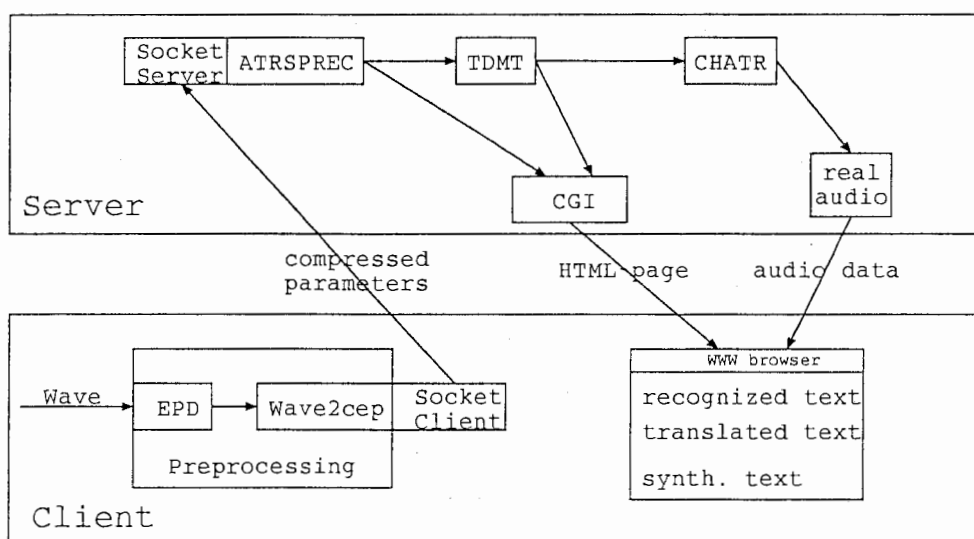 Socket
Server
ATRSPREC
TDMT
CHATR
real
audio
CGI
Server
compressed
parameters
HTML-page
audio data
WWW browser
Wave
EPD
Wave2cep
Socket
Client
recognized text
translated text
Preprocessing
synth. text
Client